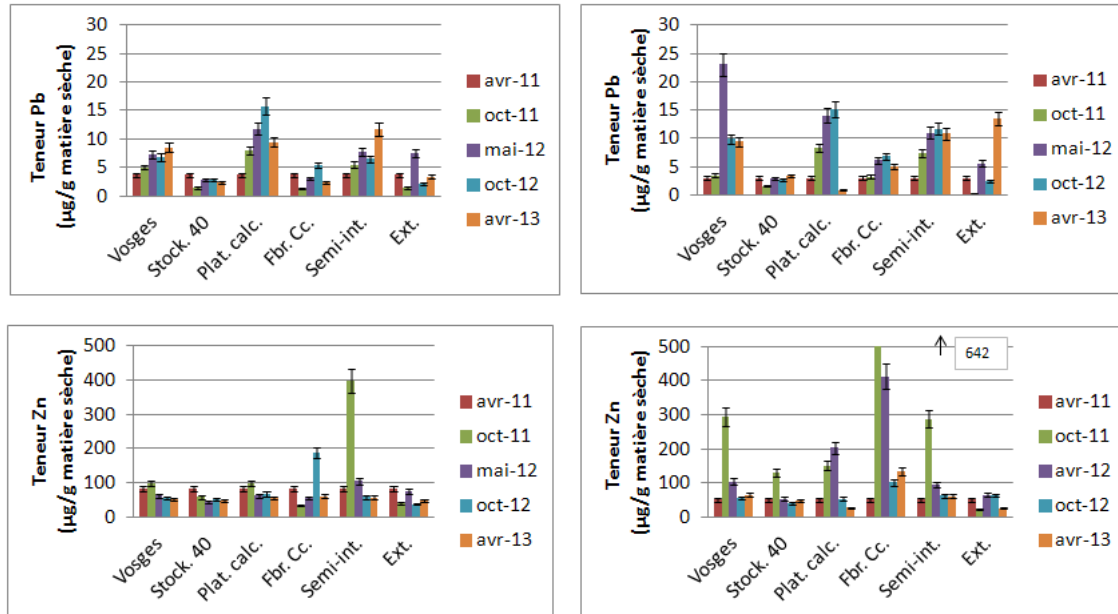 Teneur Pb
(µg/g matière sèche)
30
25
20
15
10
5
0
Vosges
Stock. 40
Plat. calc.
Fbr. Cc.
Semi-int.
Ext.
avr-11
oct-11
mai-12
oct-12
avr-13
Teneur Pb
(µg/g matière sèche)
30
25
20
15
10
5
0
Vosges
Stock. 40
Plat. calc.
Fbr. Cc.
Semi-int.
Ext.
avr-11
oct-11
mai-12
oct-12
avr-13
Teneur Zn
(µg/g matière sèche)
500
400
300
200
100
0
Vosges
Stock. 40
Plat. calc.
Fbr. Cc.
Semi-int.
Ext.
avr-11
oct-11
mai-12
oct-12
avr-13
Teneur Zn
(µg/g matière sèche)
500
400
300
200
100
0
642
Vosges
Stock. 40
Plat. calc.
Fbr. Cc.
Semi-int.
Ext.
avr-11
oct-11
avr-12
oct-12
avr-13